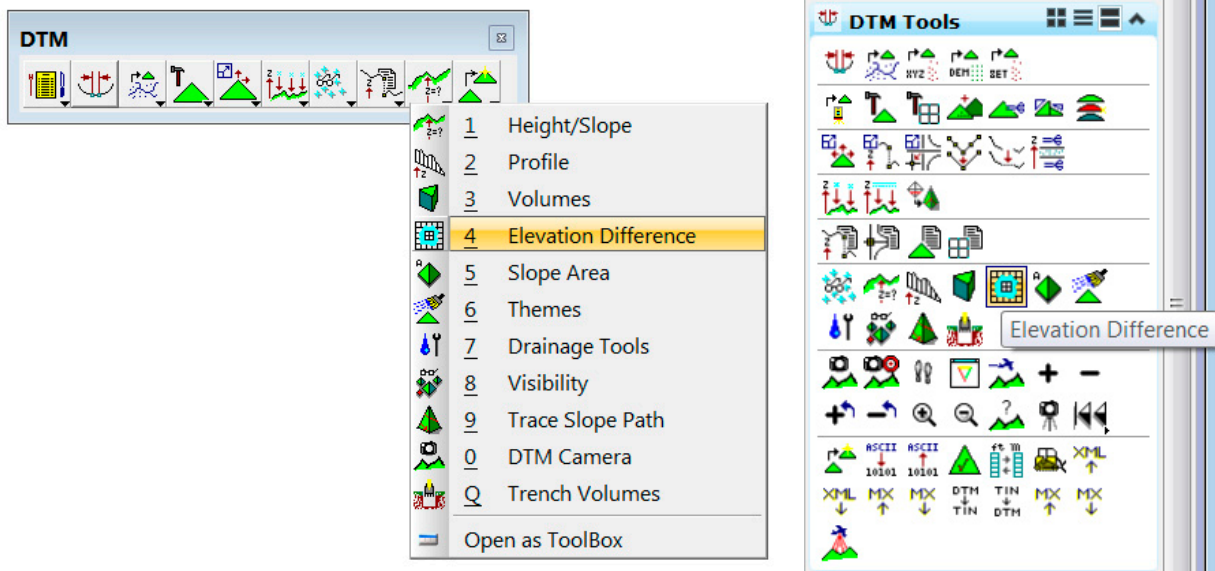 DTM
z=?
1 Height/Slope
2 Profile
3 Volumes
4 Elevation Difference
5 Slope Area
6 Themes
7 Drainage Tools
8 Visibility
9 Trace Slope Path
0 DTM Camera
Q Trench Volumes
Open as ToolBox
DTM Tools
XYZ DEM SET
Elevation Difference
ASCII ASCII ft m XML
10101 10101
XML MX MX DTM TIN MX MX
TIN DTM